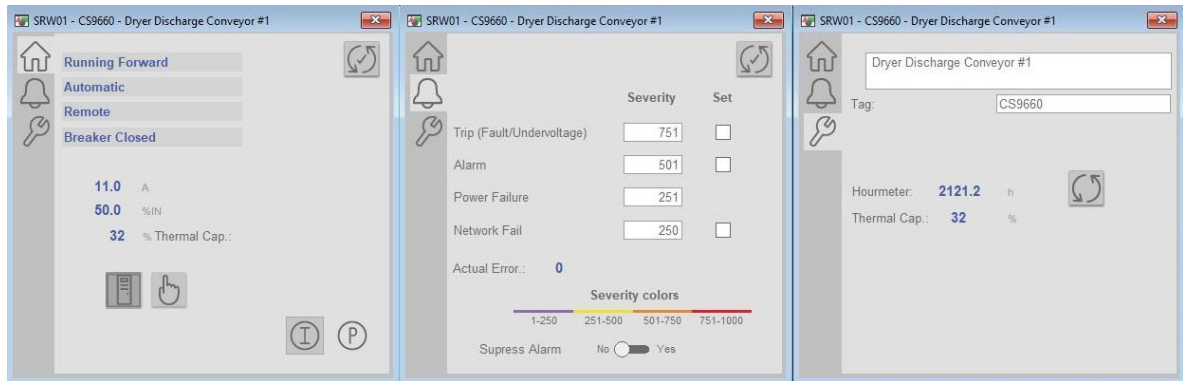 SRW01 - CS9660 - Dryer Discharge Conveyor #1
Running Forward
Automatic
Remote
Breaker Closed
11.0 A
50.0 %IN
32 % Thermal Cap.:
I P
SRW01 - CS9660 - Dryer Discharge Conveyor #1
Severity Set
Trip (Fault/Undervoltage) 751
Alarm 501
Power Failure 251
Network Fail 250
Actual Error.: 0
Severity colors
1-250 251-500 501-750 751-1000
Supress Alarm No Yes
SRW01 - CS9660 - Dryer Discharge Conveyor #1
Dryer Discharge Conveyor #1
Tag: CS9660
Hourmeter: 2121.2 h
Thermal Cap.: 32 %